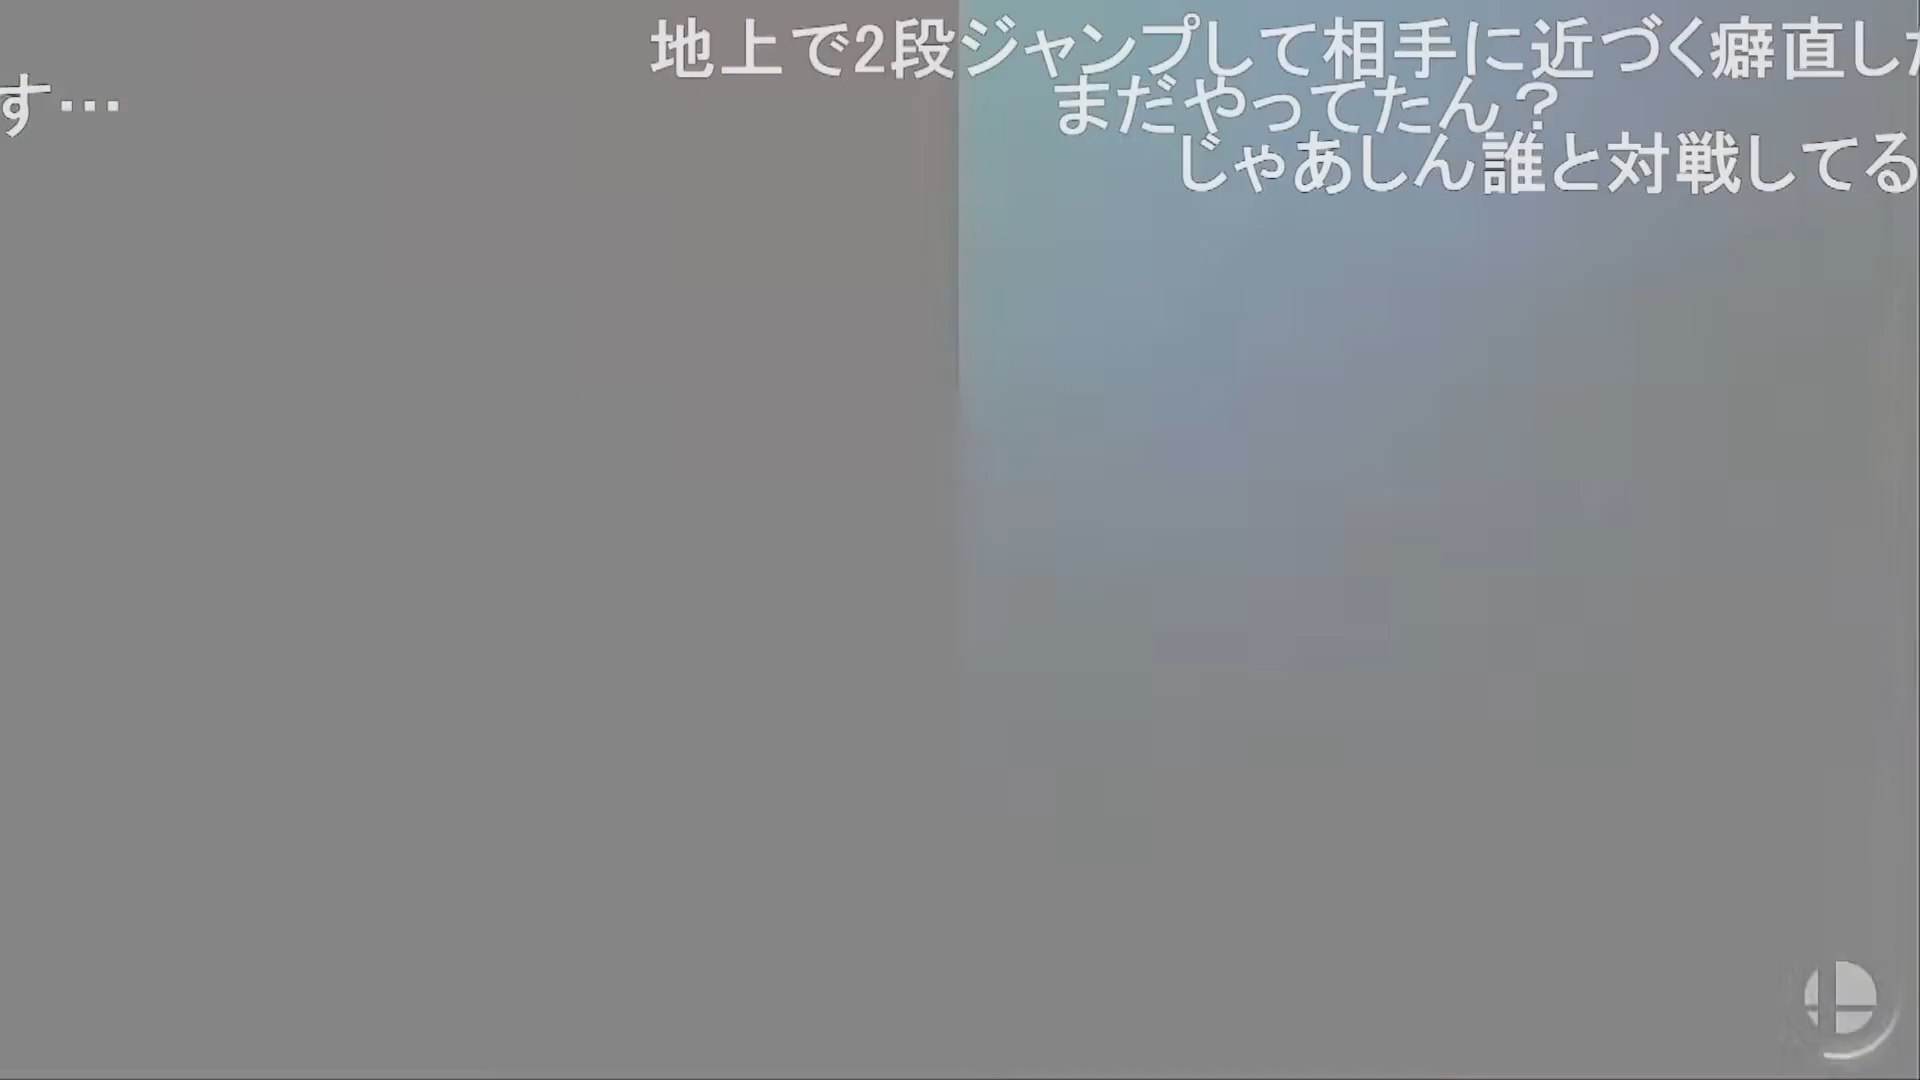 地上で2段ジャンプして相手に近づく癖直し
す…
まだやってたん？
じゃあしん誰と対戦してる